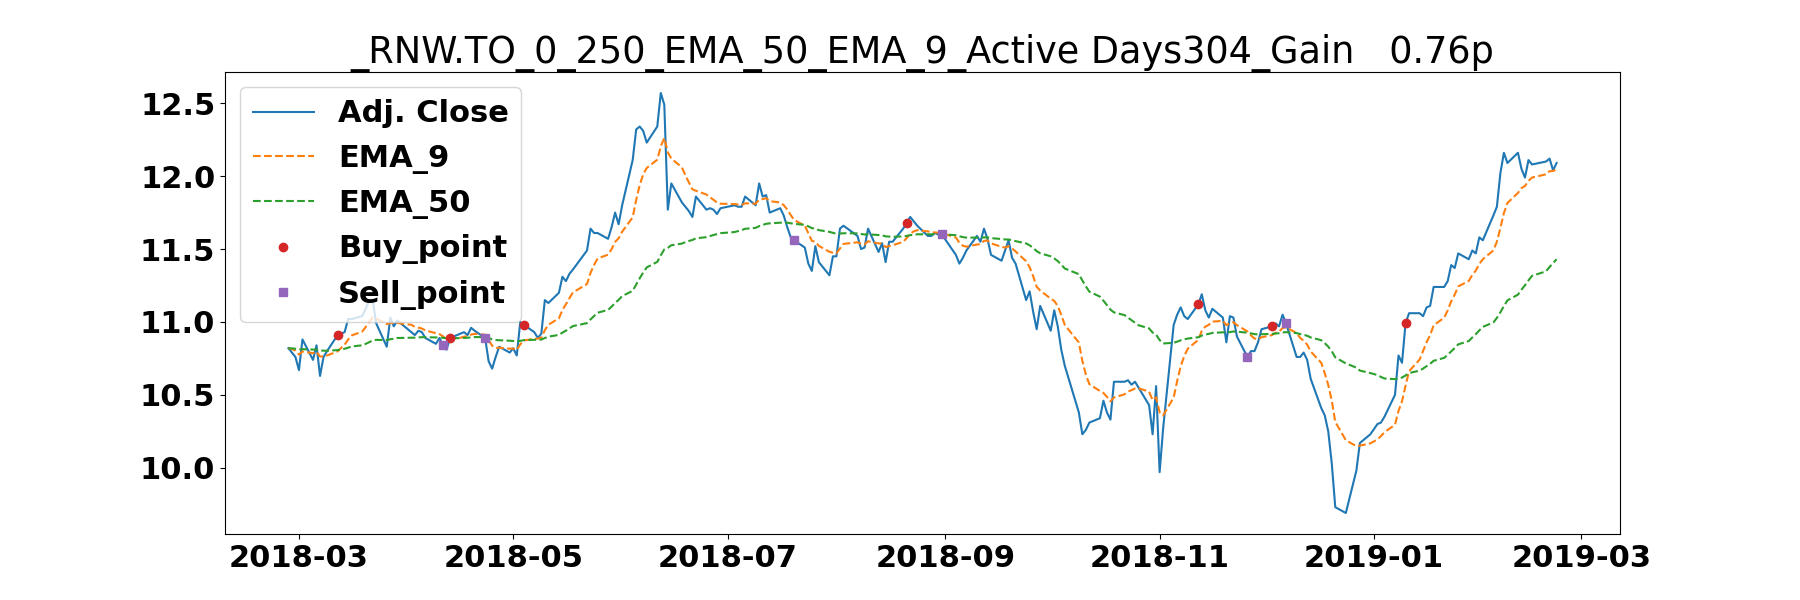 _RNW.TO_0_250_EMA_50_EMA_9_Active Days304_Gain   0.76p
12.5
12.0
11.5
11.0
10.5
10.0
Adj. Close
EMA_9
EMA_50
Buy_point
Sell_point
2018-03 2018-05 2018-07 2018-09 2018-11 2019-01 2019-03